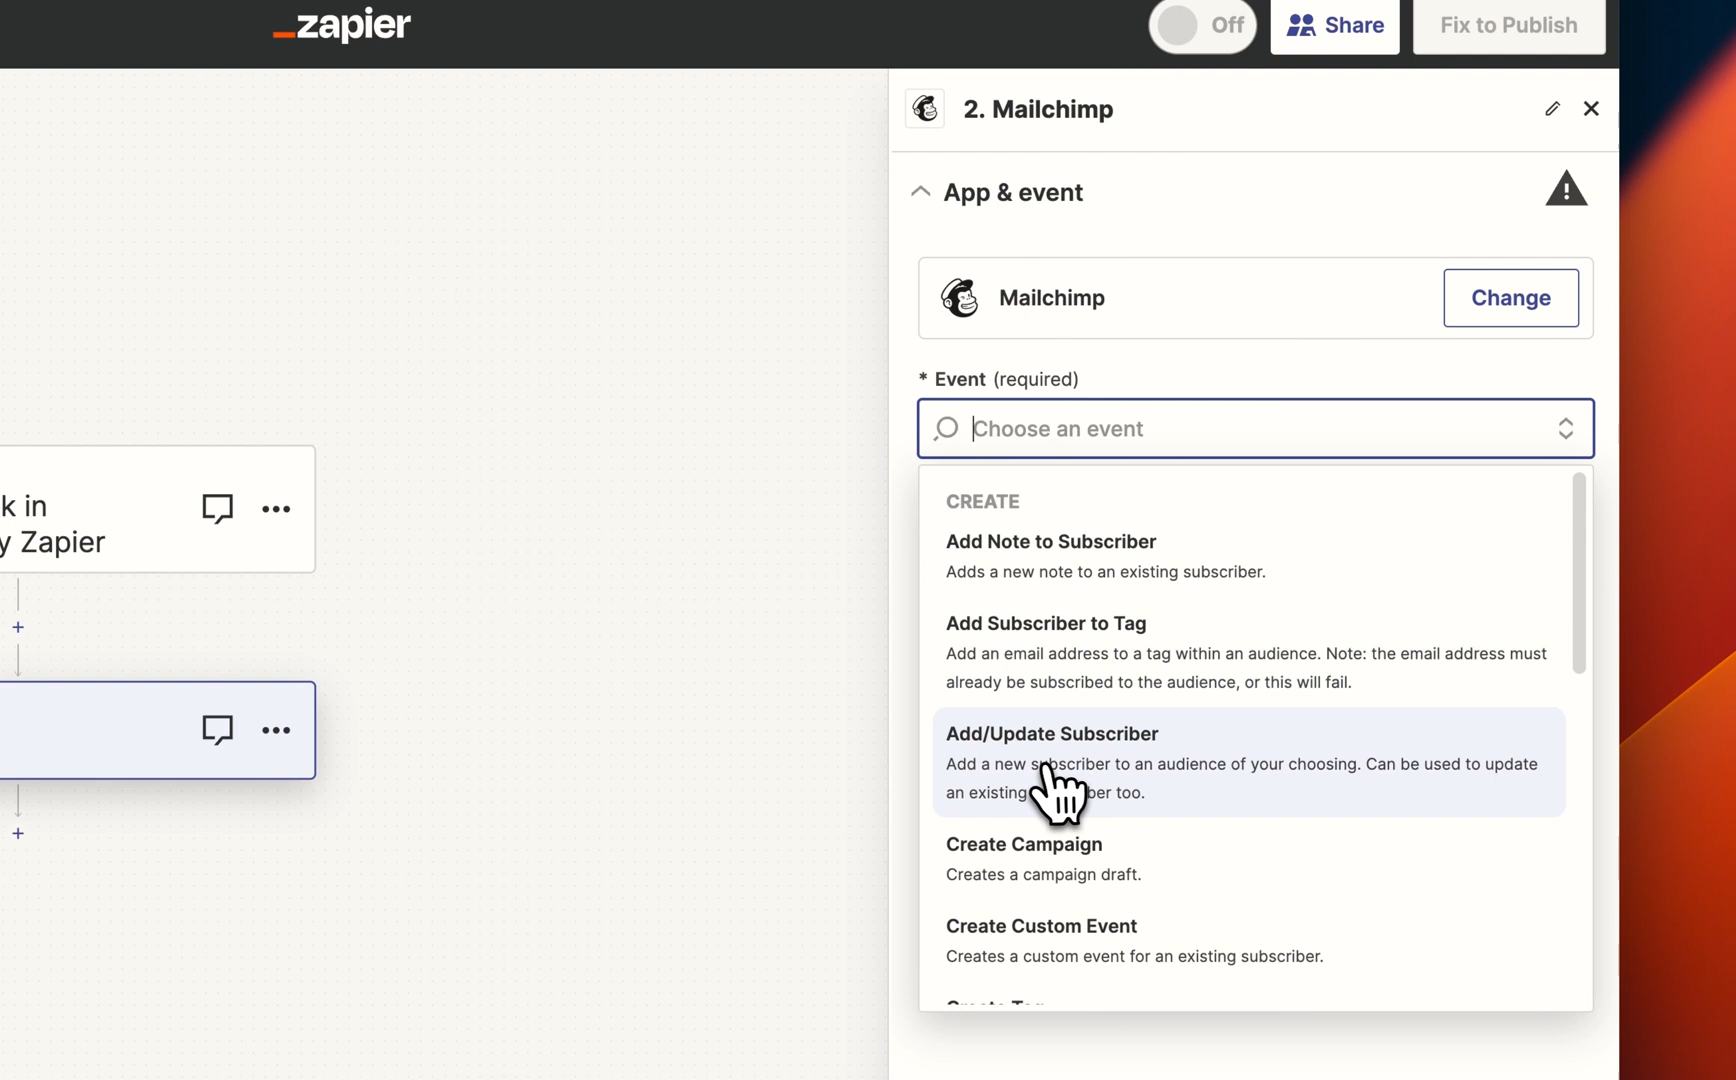 zapier
Off
Share
Fix to Publish
2. Mailchimp
App & event
Mailchimp
Change
* Event (required)
Choose an event
k in
y Zapier
CREATE
Add Note to Subscriber
Adds a new note to an existing subscriber.
Add Subscriber to Tag
Add an email address to a tag within an audience. Note: the email address must
already be subscribed to the audience, or this will fail.
Add/Update Subscriber
Add a new subscriber to an audience of your choosing. Can be used to update
an existing too.
Create Campaign
Creates a campaign draft.
Create Custom Event
Creates a custom event for an existing subscriber.